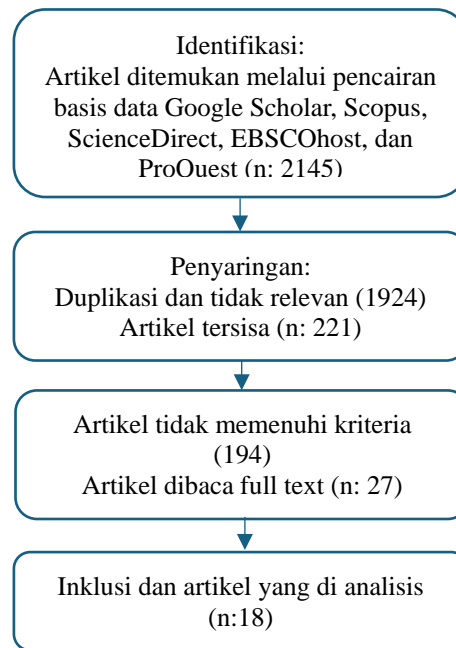 Identifikasi:
Artikel ditemukan melalui pencairan
basis data Google Scholar, Scopus,
ScienceDirect, EBSCOhost, dan
ProQuest (n: 2145)
Penyaringan:
Duplikasi dan tidak relevan (1924)
Artikel tersisa (n: 221)
Artikel tidak memenuhi kriteria
(194)
Artikel dibaca full text (n: 27)
Inklusi dan artikel yang di analisis
(n:18)